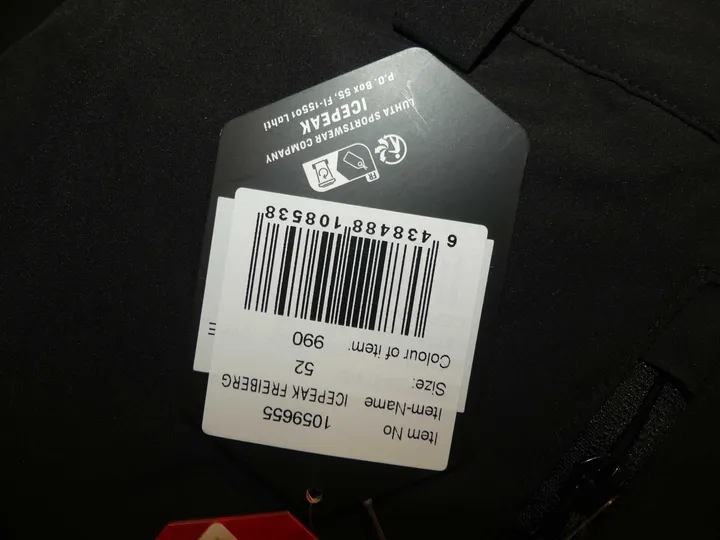 Item No 1059655
Item-Name ICEPEAK FREIBERG
Size: 52
Colour of item: 990
6 438488 108538
FR
LUHTA SPORTSWEAR COMPANY
ICEPEAK
P.O. Box 55, FI-15501 Lahti